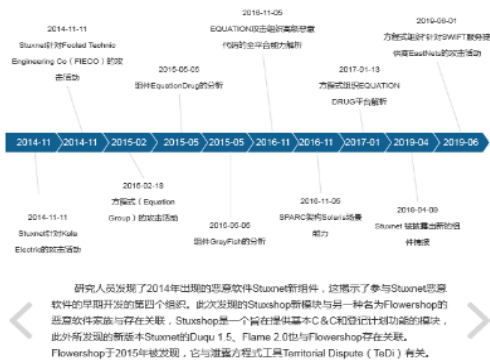 2016-11-05
EQUATION攻击组织高级恶意
代码的全平台能力解析
2019-06-01
方程式组织"针对SWIFT服务提
供商EastNets的攻击活动
2014-11-11
Stuxnet针对Foolad Technic
Engineering Co（FIECO）的攻
击活动
2015-05-05
组件EquationDrug的分析
2017-01-13
方程式组织EQUATION
DRUG平台解析
2014-11 2014-11 2015-02 2015-05 2015-05 2016-11 2016-11 2017-01 2019-04 2019-06
2014-11-11
Stuxnet针对Kala
Electric的攻击活动
2015-02-18
方程式（Equation
Group）的攻击活动
2015-05-05
组件GrayFish的分析
2016-11-05
SPARC架构Solaris场景
能力
2019-04-09
Stuxnet 被披露出新的组
件情报
研究人员发现了2014年出现的恶意软件Stuxnet新组件，这揭示了参与Stuxnet恶意
软件的早期开发的第四个组织。此次发现的Stuxshop新模块与另一种名为Flowershop的
恶意软件家族与存在关联，Stuxshop是一个旨在提供基本C＆C和登记计划功能的模块，
此外所发现的新版本Stuxnet的Duqu 1.5、Flame 2.0也与Flowershop存在关联。
Flowershop于2015年被发现，它与泄露方程式工具Territorial Dispute（TeDi）有关。